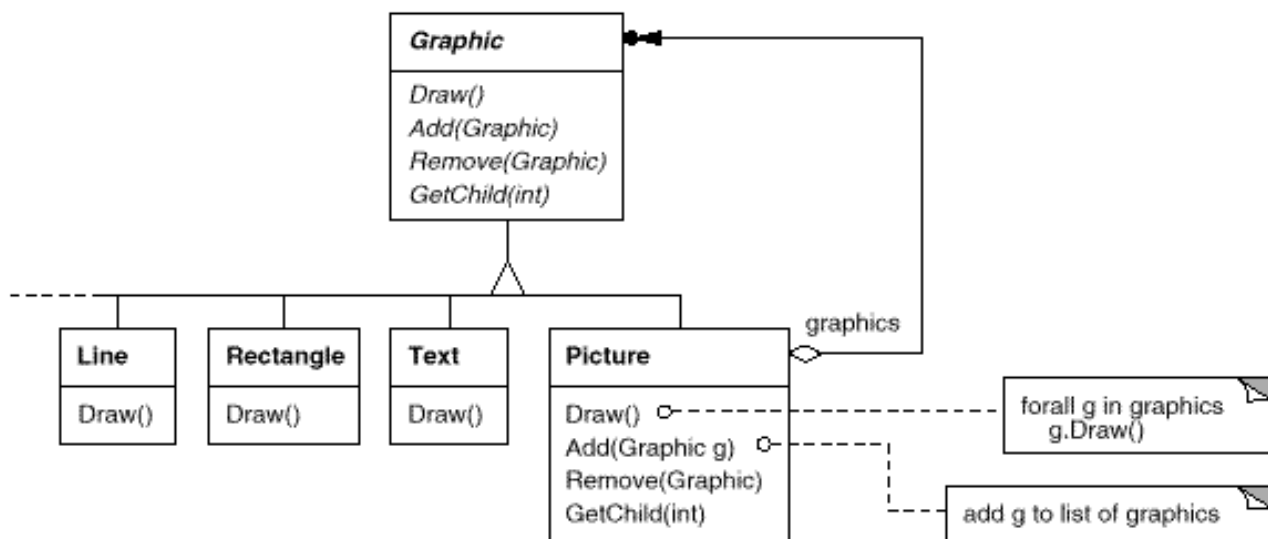 Graphic
Draw()
Add(Graphic)
Remove(Graphic)
GetChild(int)
graphics
Line
Draw()
Rectangle
Draw()
Text
Draw()
Picture
Draw()
Add(Graphic g)
Remove(Graphic)
GetChild(int)
forall g in graphics
g.Draw()
add g to list of graphics